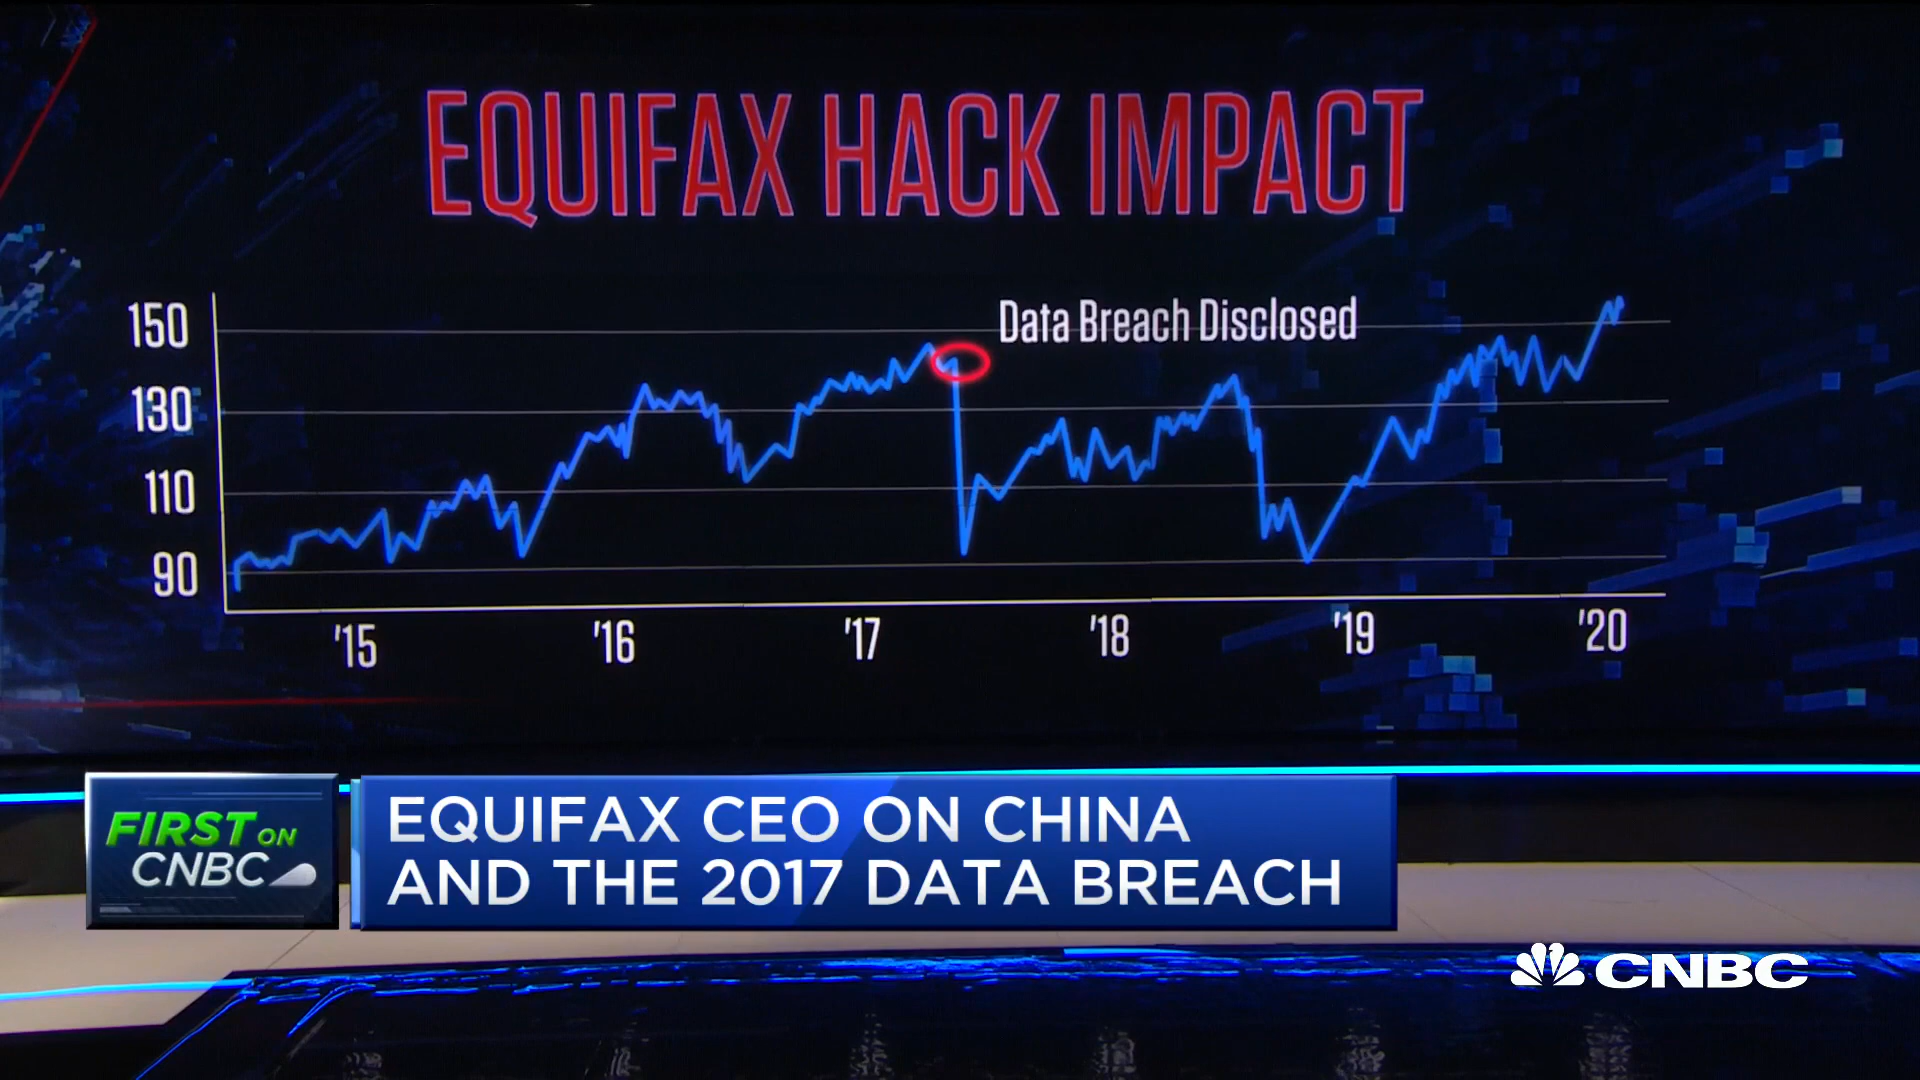 EQUIFAX HACK IMPACT
Data Breach Disclosed
150
130
110
90
'15 '16 '17 '18 '19 '20
FIRST ON
CNBC
EQUIFAX CEO ON CHINA
AND THE 2017 DATA BREACH
CNBC